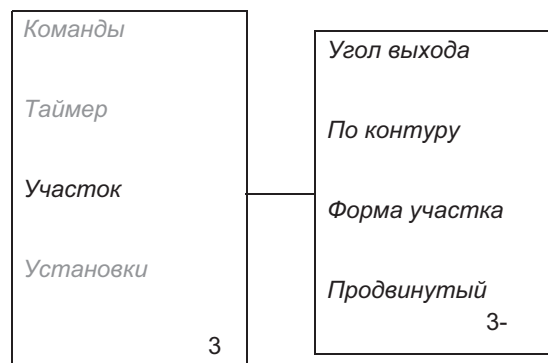 Команды
Таймер
Участок
Установки
3
Угол выхода
По контуру
Форма участка
Продвинутый
3-